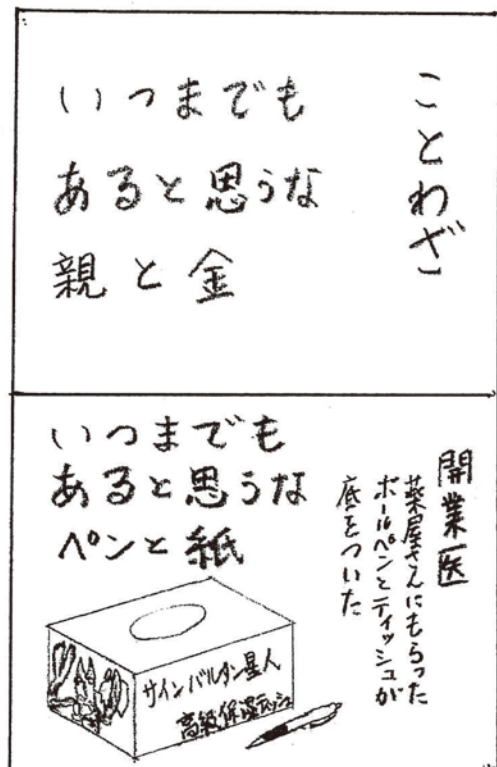 ことわざ
いつまでも
あると思うな
親と金
開業医
薬屋さんにもらった
ボールペンとティッシュが
底をついた
いつまでも
あると思うな
ペンと紙
サインバルタン星人
高級保湿ティッシュ